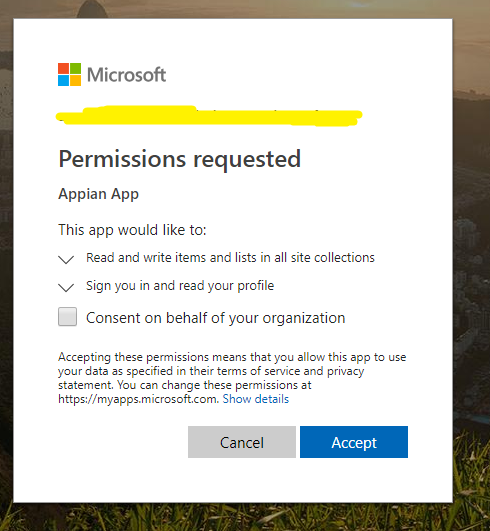 Microsoft
Permissions requested
Appian App
This app would like to:
Read and write items and lists in all site collections
Sign you in and read your profile
Consent on behalf of your organization
Accepting these permissions means that you allow this app to use
your data as specified in their terms of service and privacy
statement. You can change these permissions at
https://myapps.microsoft.com. Show details
Cancel
Accept